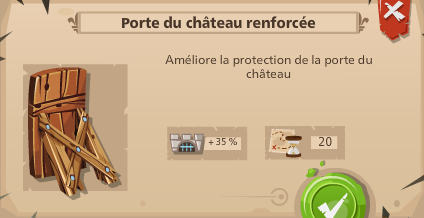 Porte du château renforcée
Améliore la protection de la porte du
château
+35 %
20